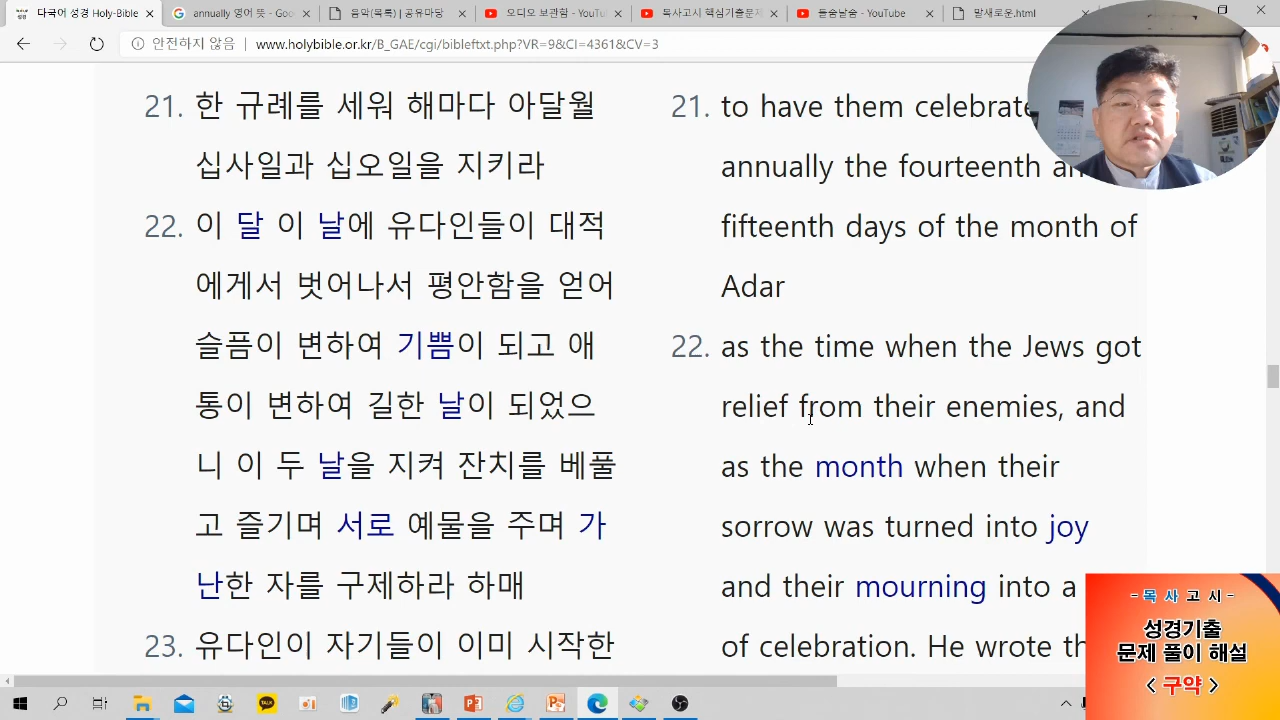 다국어 성경 Holy-Bible
annually 영어 뜻 - Goo
음악(목록) | 공유마당
오디오 보관함 - YouTu
목사고시 핵심기출문제
들숨날숨 - YouTube
말새로운.html
안전하지 않음 | www.holybible.or.kr/B_GAE/cgi/bibleftxt.php?VR=9&CI=4361&CV=3
21. 한 규례를 세워 해마다 아달월
십사일과 십오일을 지키라
22. 이 달 이 날에 유다인들이 대적
에게서 벗어나서 평안함을 얻어
슬픔이 변하여 기쁨이 되고 애
통이 변하여 길한 날이 되었으
니 이 두 날을 지켜 잔치를 베풀
고 즐기며 서로 예물을 주며 가
난한 자를 구제하라 하매
23. 유다인이 자기들이 이미 시작한
21. to have them celebrate
annually the fourteenth
fifteenth days of the month of
Adar
22. as the time when the Jews got
relief from their enemies, and
as the month when their
sorrow was turned into joy
and their mourning into a
of celebration. He wrote
- 목 사 고 시 -
성경기출
문제 풀이 해설
< 구약 >
TALK